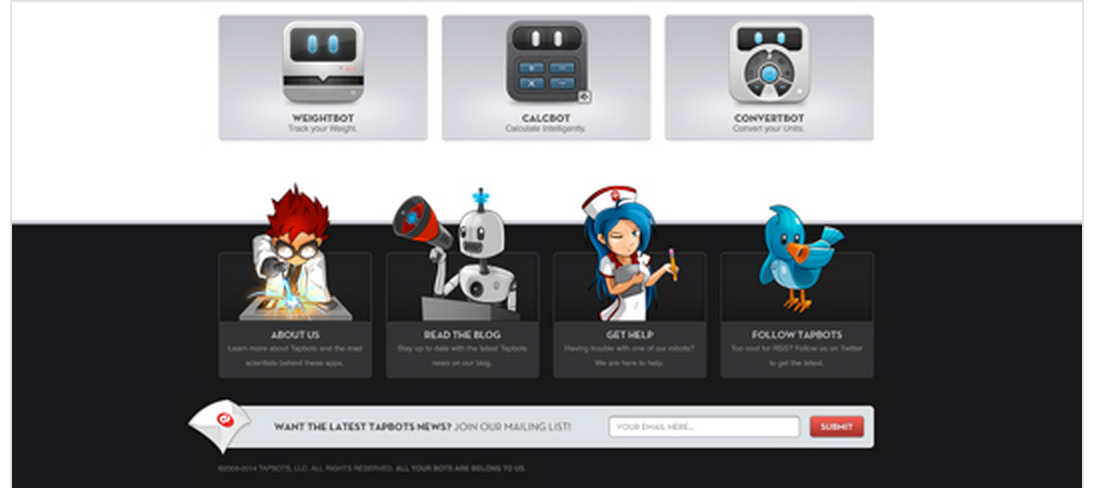 WEIGHTBOT
Track your Weight.
CALCBOT
Calculate Intelligently.
CONVERTBOT
Convert your Units.
ABOUT US
Learn more about Tapbots and the mad
scientists behind these apps.
READ THE BLOG
Stay up to date with the latest Tapbots
news on our blog.
GET HELP
Having trouble with one of our robots?
We are here to help.
FOLLOW TAPBOTS
Too cool for RSS? Follow us on Twitter
to get the latest.
WANT THE LATEST TAPBOTS NEWS? JOIN OUR MAILING LIST!
YOUR EMAIL HERE...
SUBMIT
©2008-2014 TAPBOTS, LLC. ALL RIGHTS RESERVED. ALL YOUR BOTS ARE BELONG TO US.